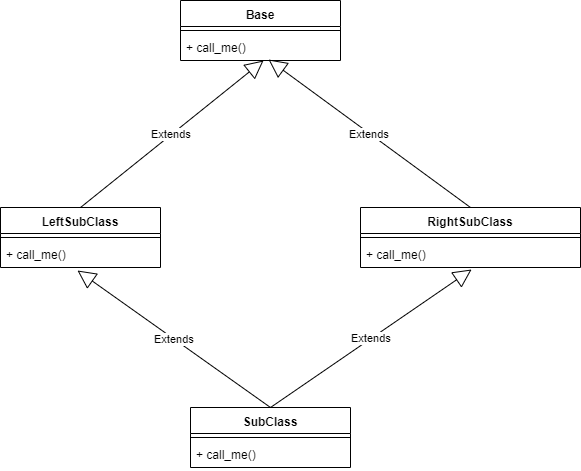 Base
+ call_me()
Extends
Extends
LeftSubClass
RightSubClass
+ call_me()
+ call_me()
Extends
Extends
SubClass
+ call_me()